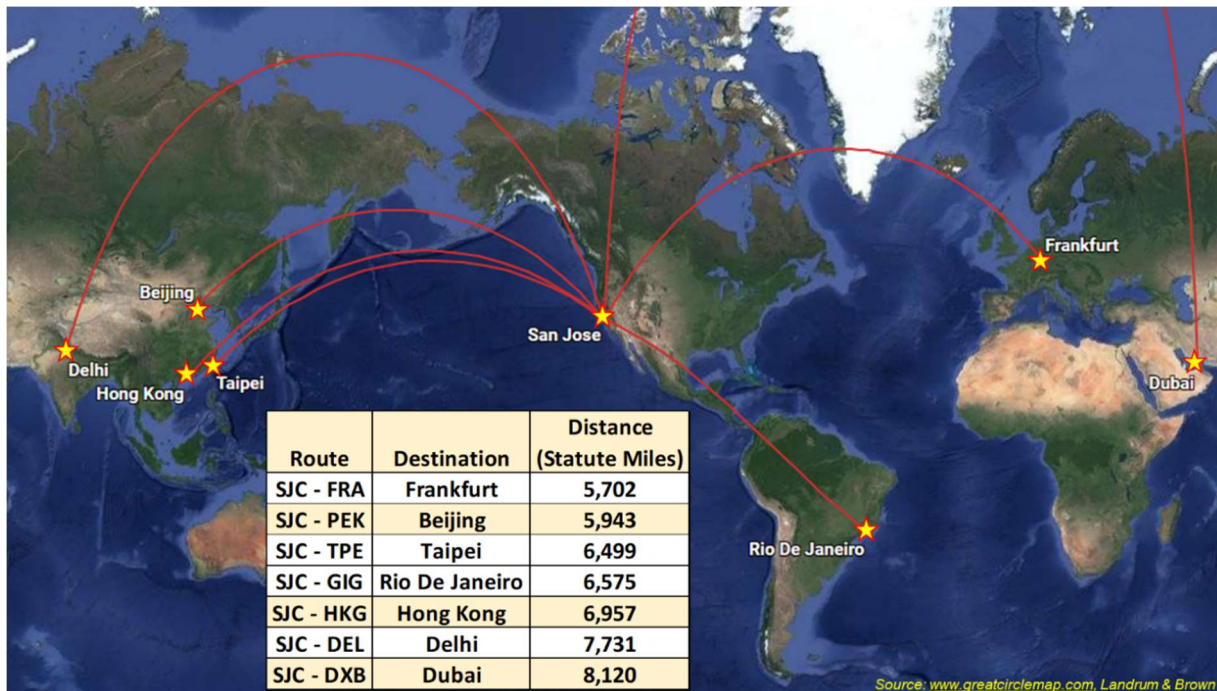 Frankfurt
Beijing
San Jose
Delhi
Taipei
Hong Kong
Dubai
Rio De Janeiro
Route Destination Distance (Statute Miles)
SJC - FRA Frankfurt 5,702
SJC - PEK Beijing 5,943
SJC - TPE Taipei 6,499
SJC - GIG Rio De Janeiro 6,575
SJC - HKG Hong Kong 6,957
SJC - DEL Delhi 7,731
SJC - DXB Dubai 8,120
Source: www.greatcirclemap.com, Landrum & Brown